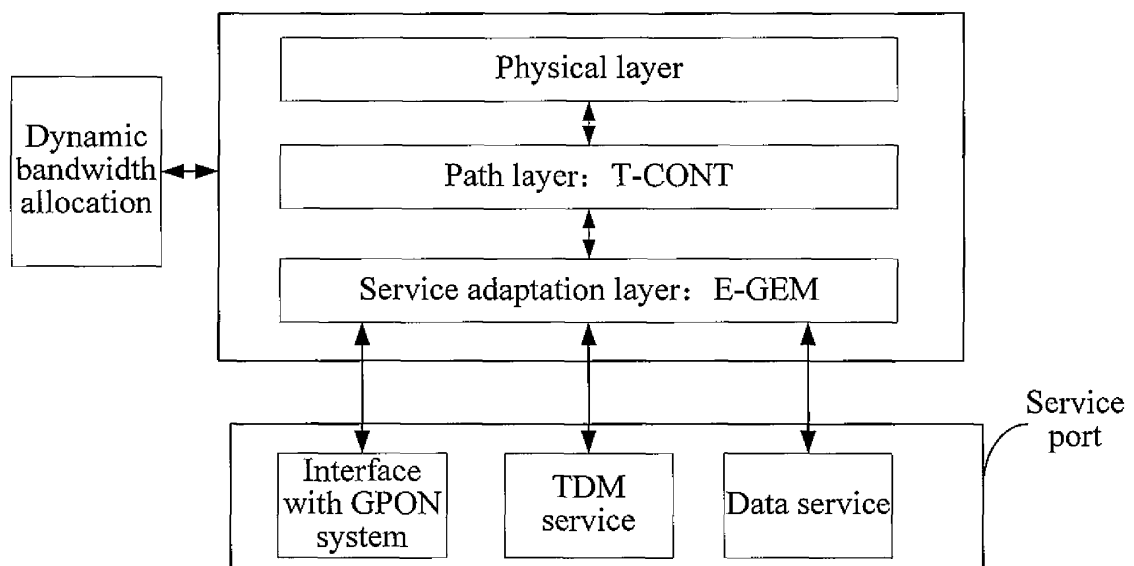 Physical layer
Dynamic
bandwidth
allocation
Path layer: T-CONT
Service adaptation layer: E-GEM
Service
port
Interface
with GPON
system
TDM
service
Data service